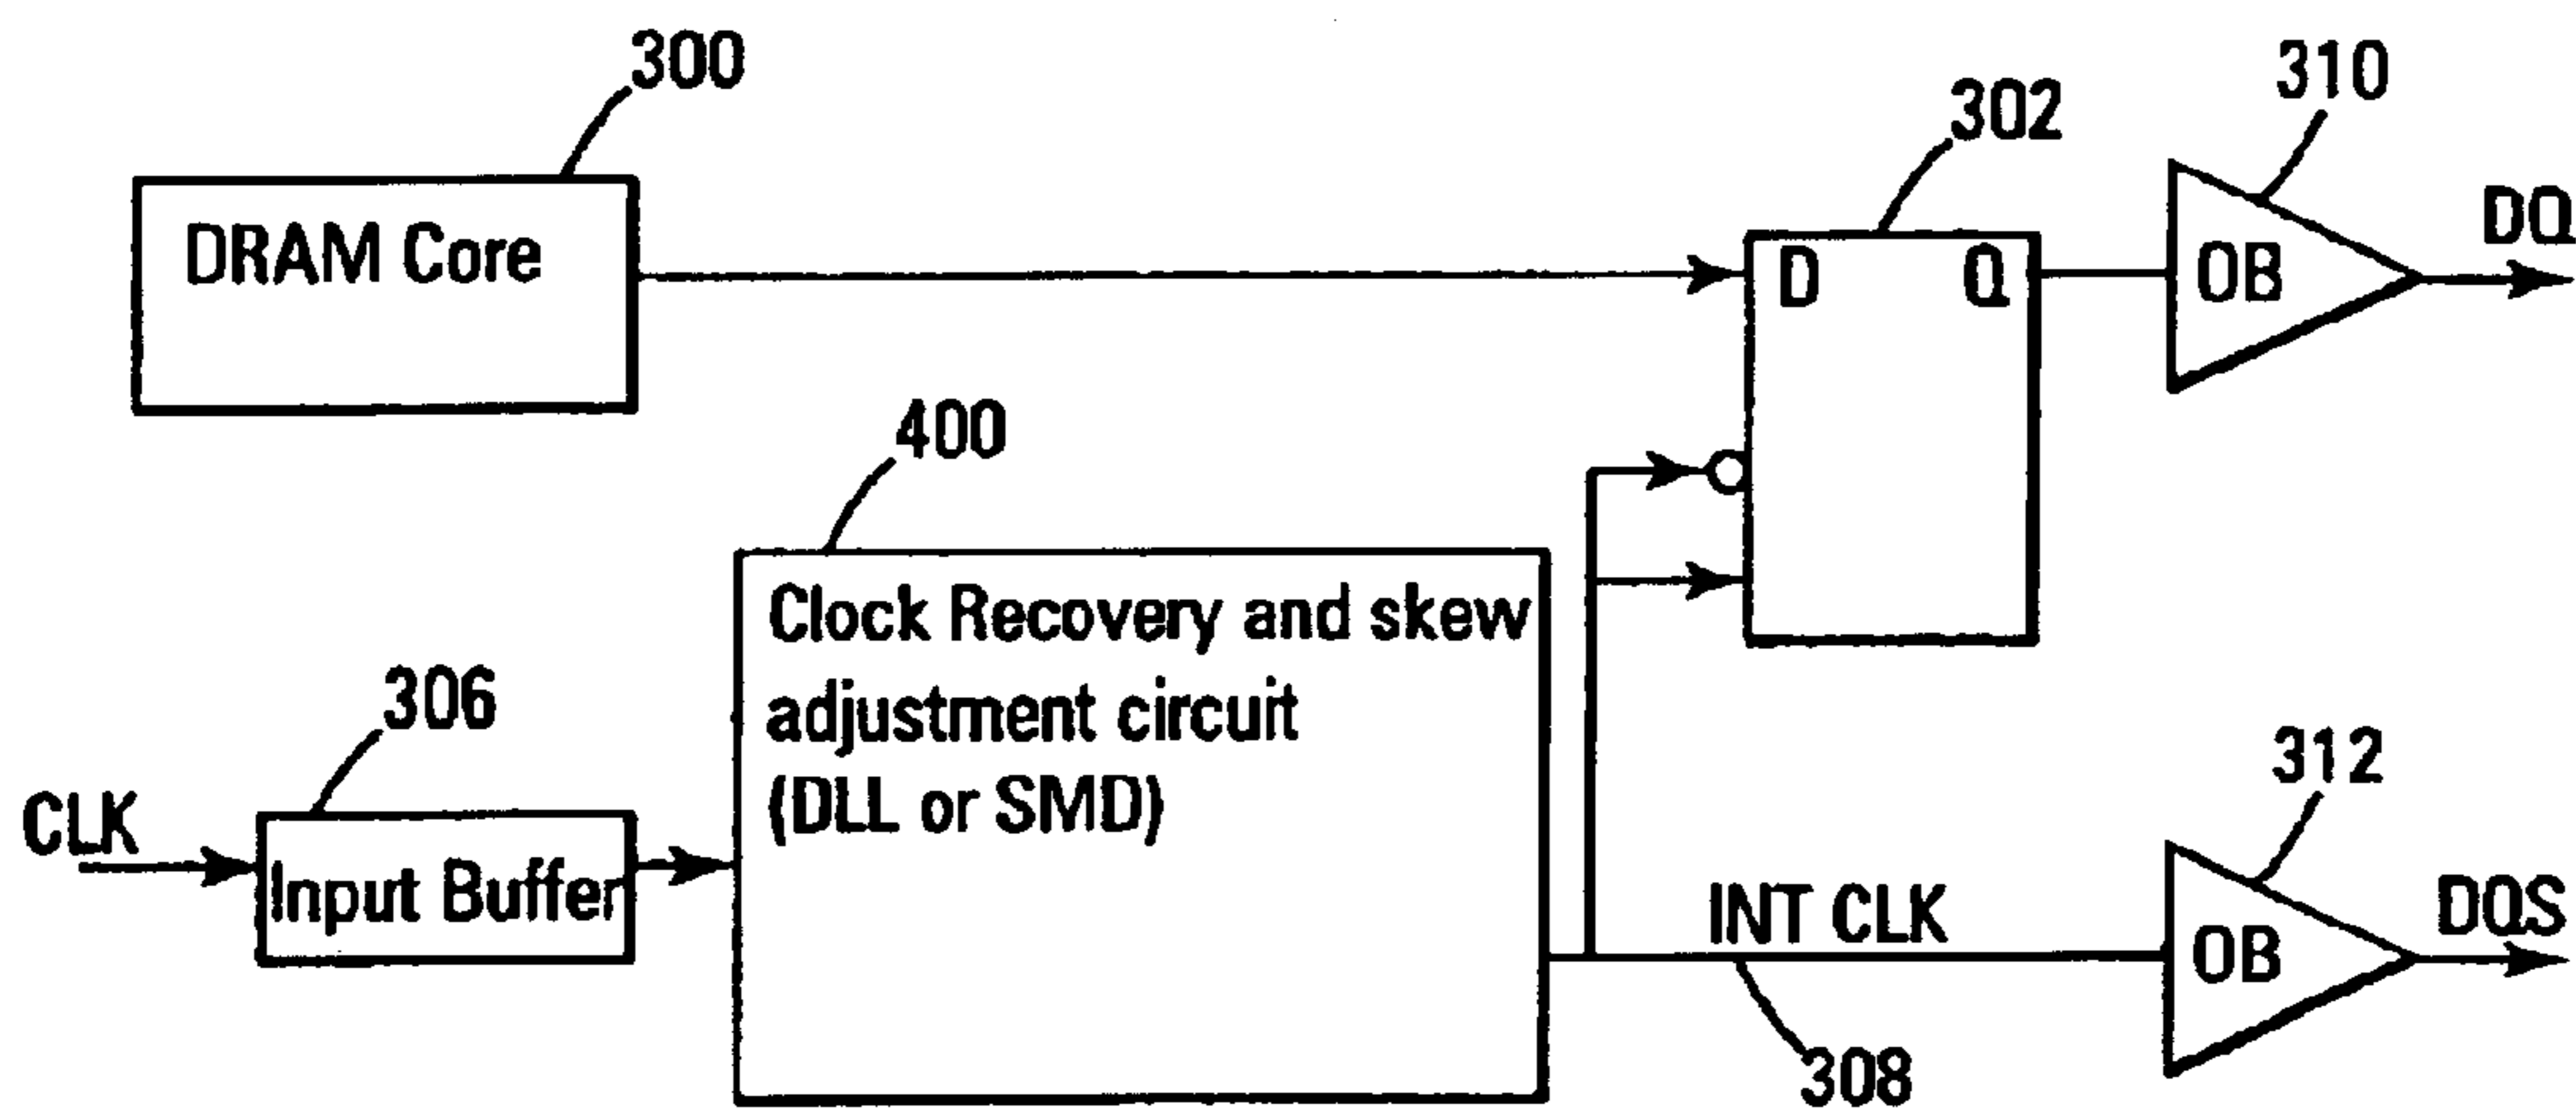 300
310
302
DRAM Core
D Q
OB
DQ
400
Clock Recovery and skew
adjustment circuit
(DLL or SMD)
306
CLK
Input Buffer
312
INT CLK
OB
DQS
308